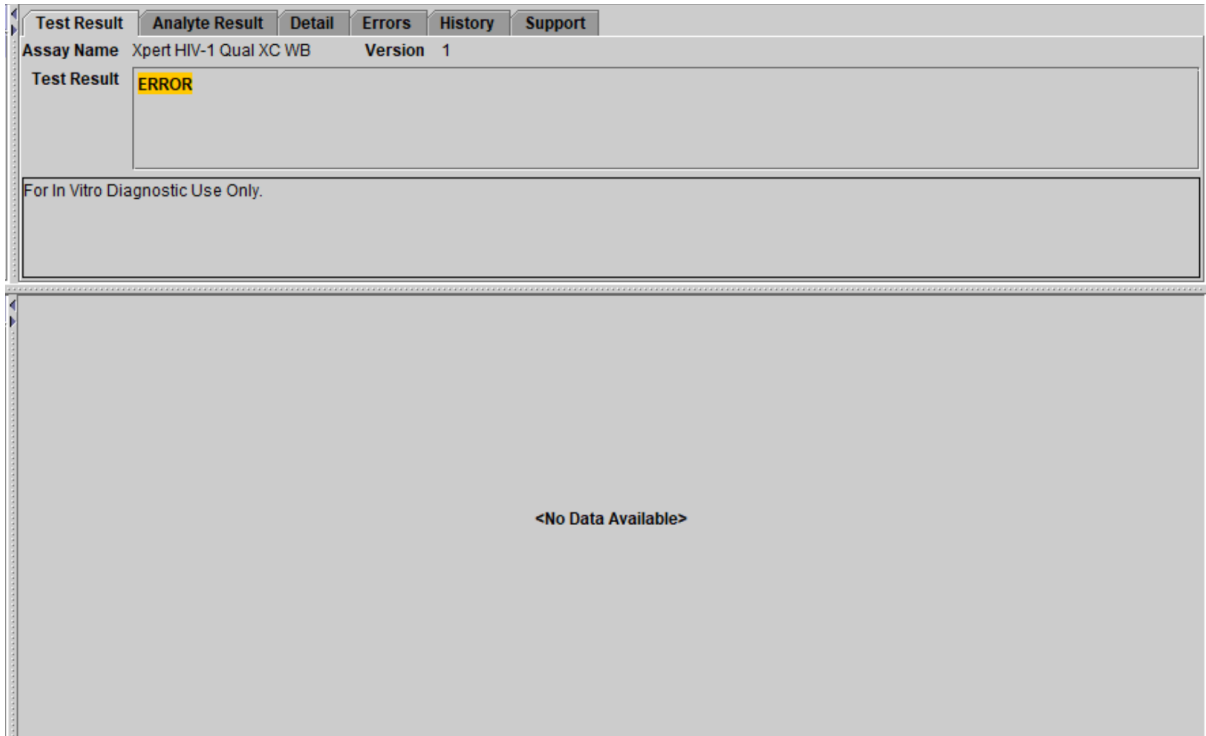 Test Result Analyte Result Detail Errors History Support
Assay Name Xpert HIV-1 Qual XC WB Version 1
Test Result ERROR
For In Vitro Diagnostic Use Only.
<No Data Available>